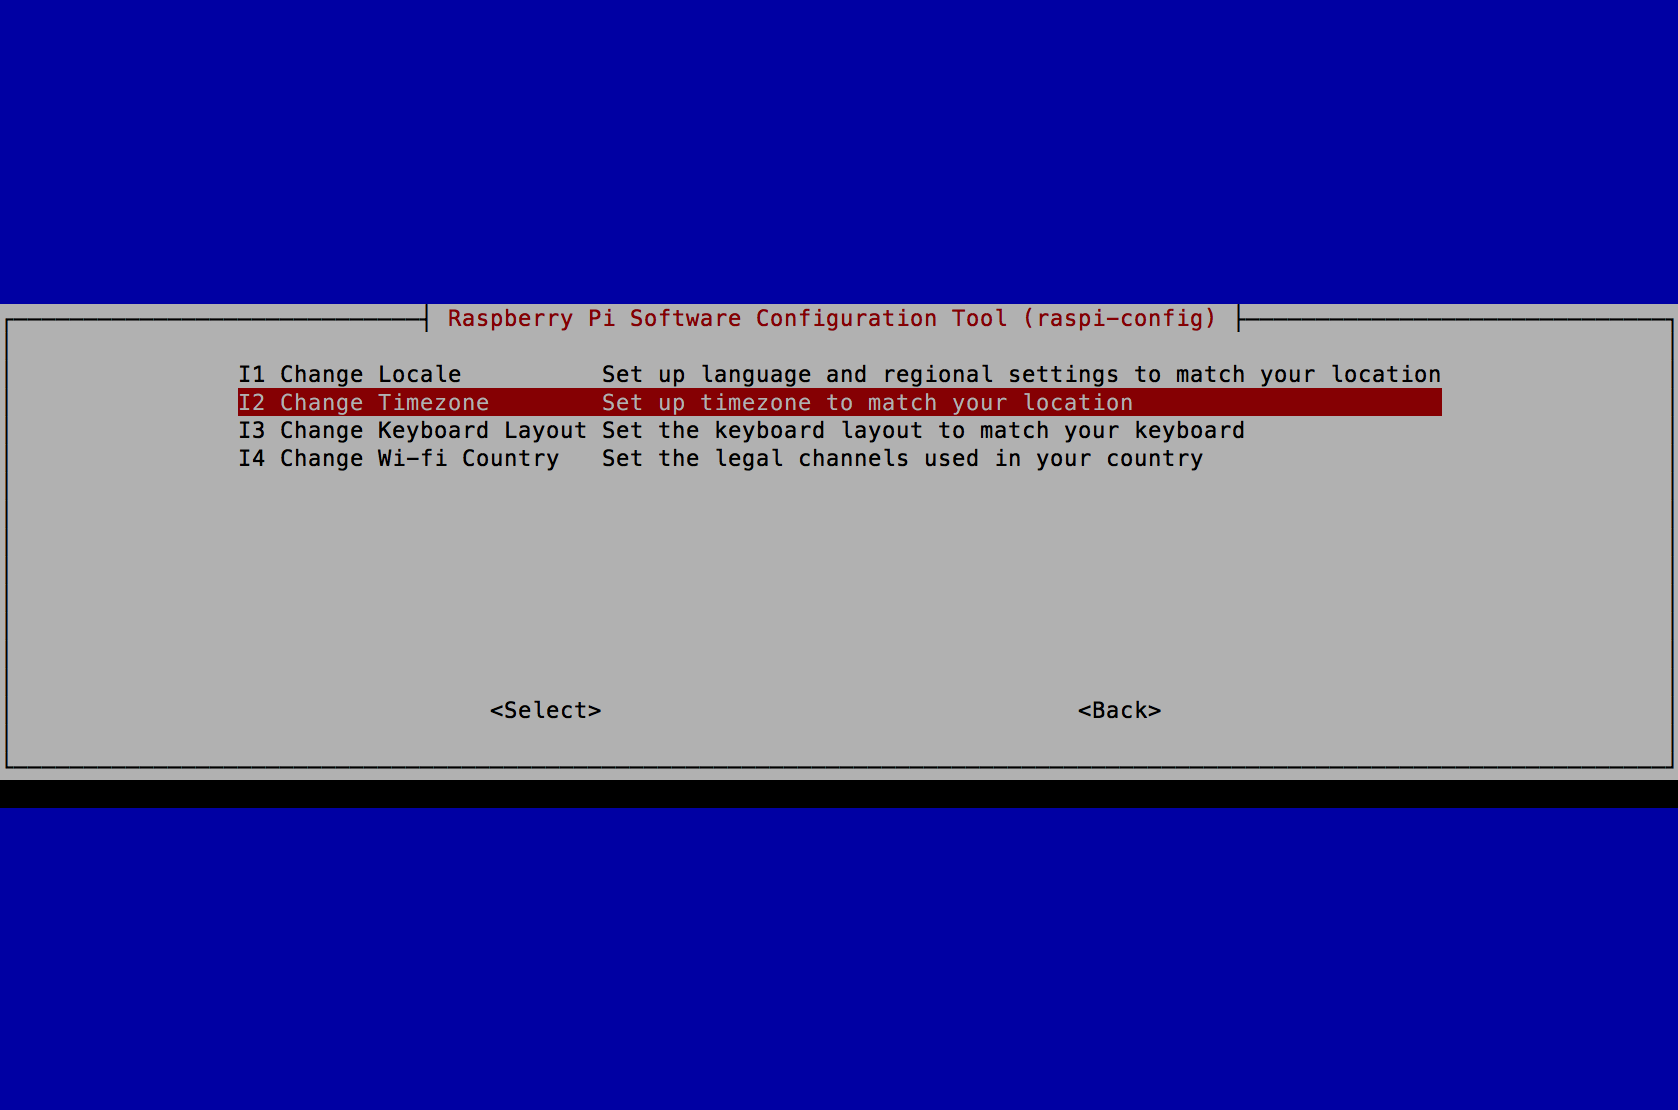 Raspberry Pi Software Configuration Tool (raspi-config)
I1 Change Locale Set up language and regional settings to match your location
I2 Change Timezone Set up timezone to match your location
I3 Change Keyboard Layout Set the keyboard layout to match your keyboard
I4 Change Wi-fi Country Set the legal channels used in your country
<Select> <Back>